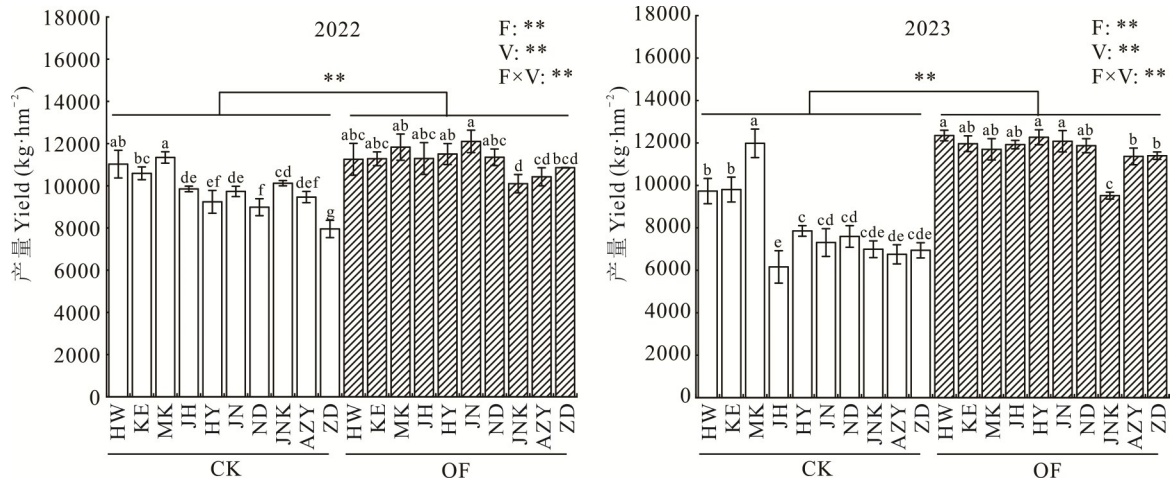 产量 Yield (kg·hm⁻²)
18000
16000
14000
12000
10000
8000
6000
4000
2000
0
2022
F: **
V: **
F×V: **
**
ab bc a de ef de f cd def g
abc abc ab abc ab a abc d cd bcd
HW KE MK JH HY JN ND JNK AZY ZD HW KE MK JH HY JN ND JNK AZY ZD
CK OF
产量 Yield (kg·hm⁻²)
18000
16000
14000
12000
10000
8000
6000
4000
2000
0
2023
F: **
V: **
F×V: **
**
b b a e c cd cd cde de cde
a ab ab ab a ab ab c b b
HW KE MK JH HY JN ND JNK AZY ZD HW KE MK JH HY JN ND JNK AZY ZD
CK OF